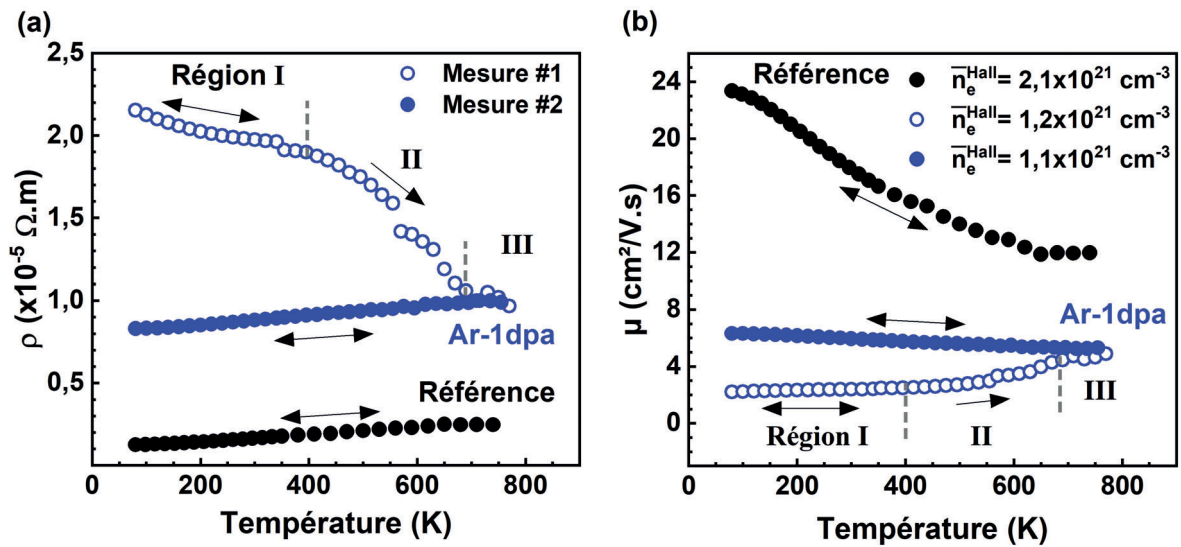 (a)
2,5
2,0
1,5
1,0
0,5
0
200
400
600
800
ρ (x10⁻⁵ Ω.m)
Température (K)
Région I
II
III
Mesure #1
Mesure #2
Ar-1dpa
Référence
(b)
24
20
16
12
8
4
0
0
200
400
600
800
μ (cm²/V.s)
Température (K)
Référence
n̅ₑᴴᵃˡˡ= 2,1x10²¹ cm⁻³
n̅ₑᴴᵃˡˡ= 1,2x10²¹ cm⁻³
n̅ₑᴴᵃˡˡ= 1,1x10²¹ cm⁻³
Ar-1dpa
Région I
II
III